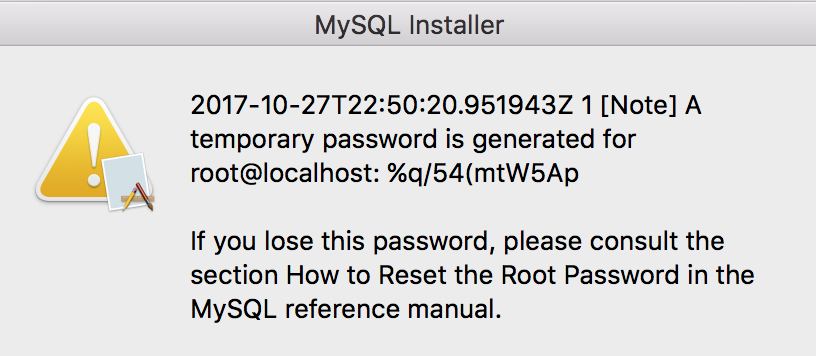 MySQL Installer
2017-10-27T22:50:20.951943Z 1 [Note] A
temporary password is generated for
root@localhost: %q/54(mtW5Ap
If you lose this password, please consult the
section How to Reset the Root Password in the
MySQL reference manual.